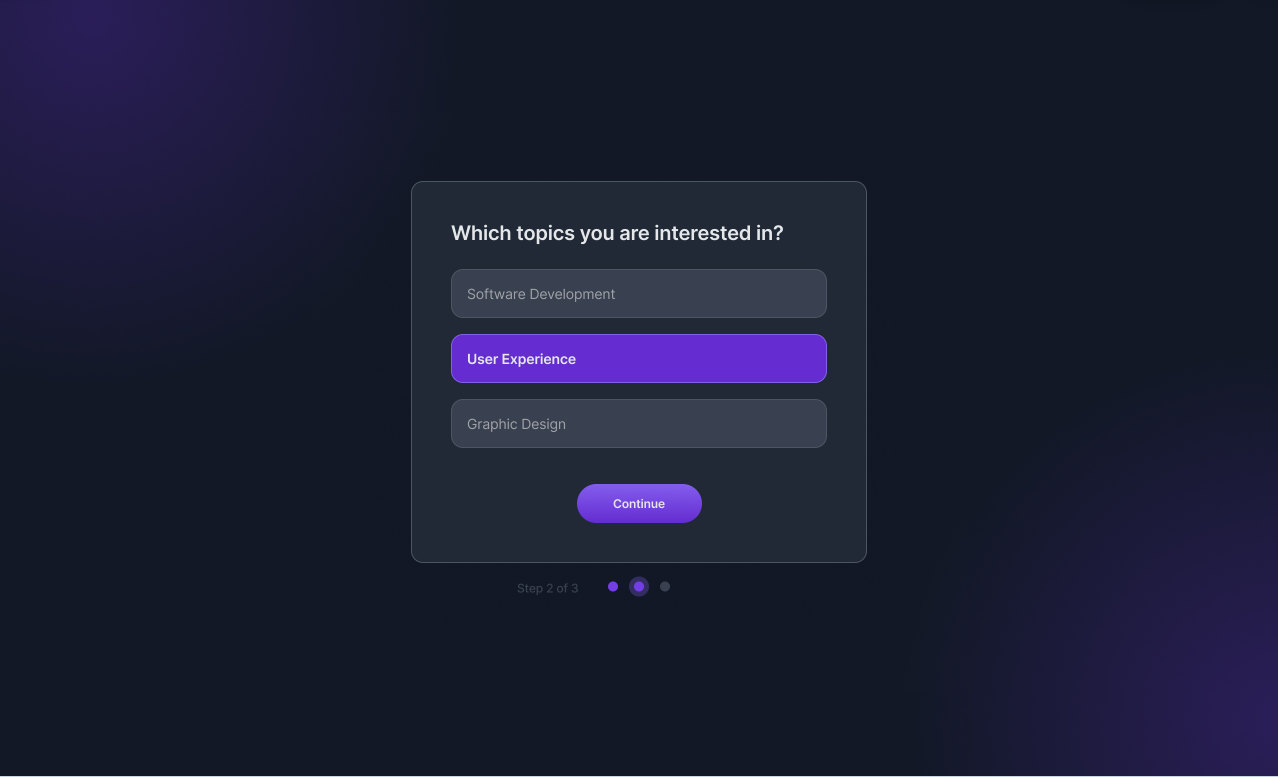 Which topics you are interested in?
Software Development
User Experience
Graphic Design
Continue
Step 2 of 3